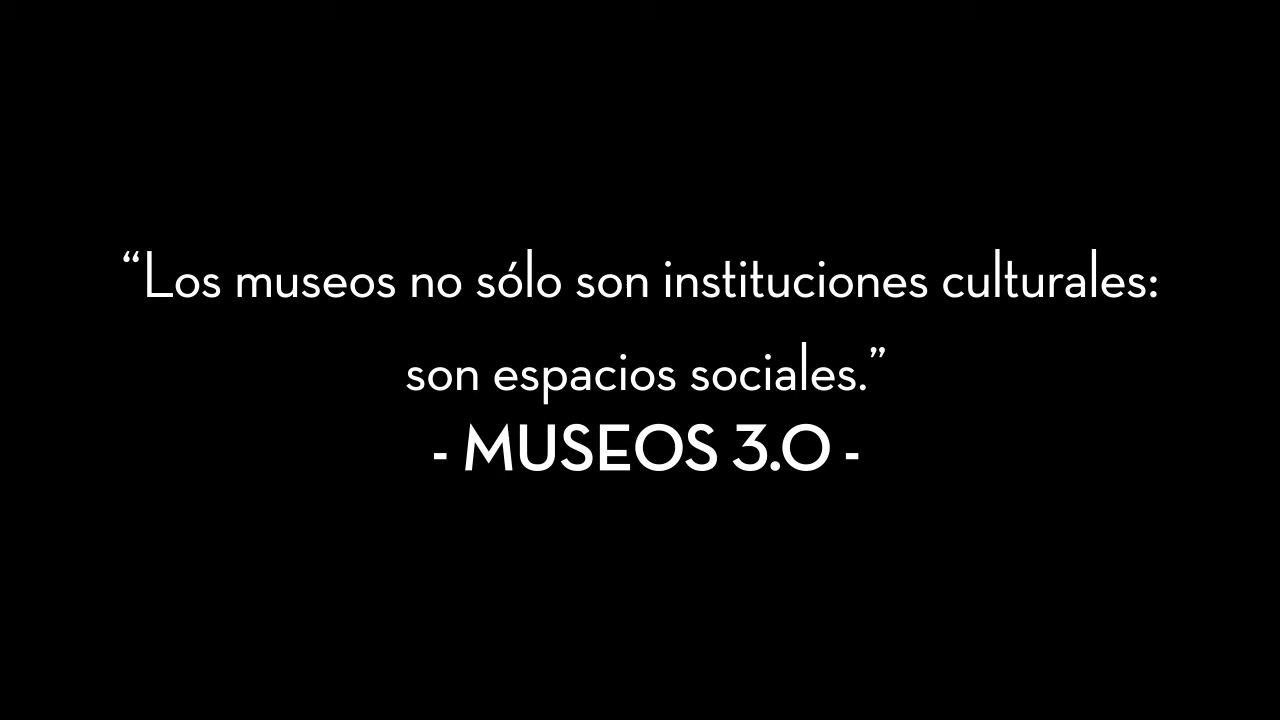 “Los museos no sólo son instituciones culturales:
son espacios sociales.”
- MUSEOS 3.0 -